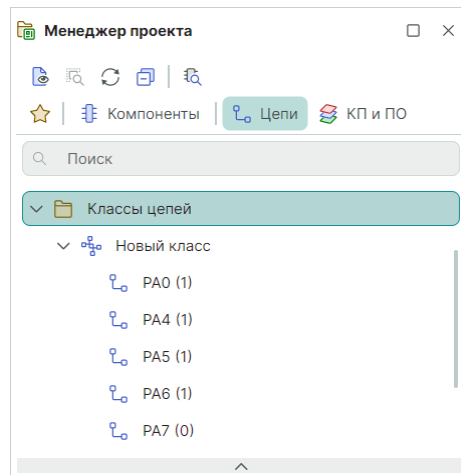 Менеджер проекта
Компоненты Цепи КП и ПО
Поиск
Классы цепей
Новый класс
PA0 (1)
PA4 (1)
PA5 (1)
PA6 (1)
PA7 (0)